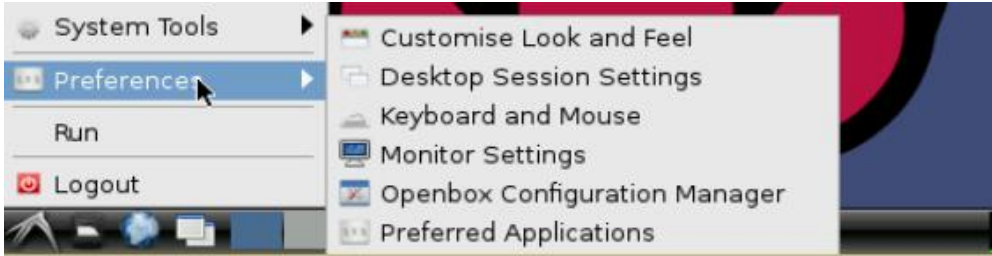 System Tools
Preferences
Run
Logout
Customise Look and Feel
Desktop Session Settings
Keyboard and Mouse
Monitor Settings
Openbox Configuration Manager
Preferred Applications